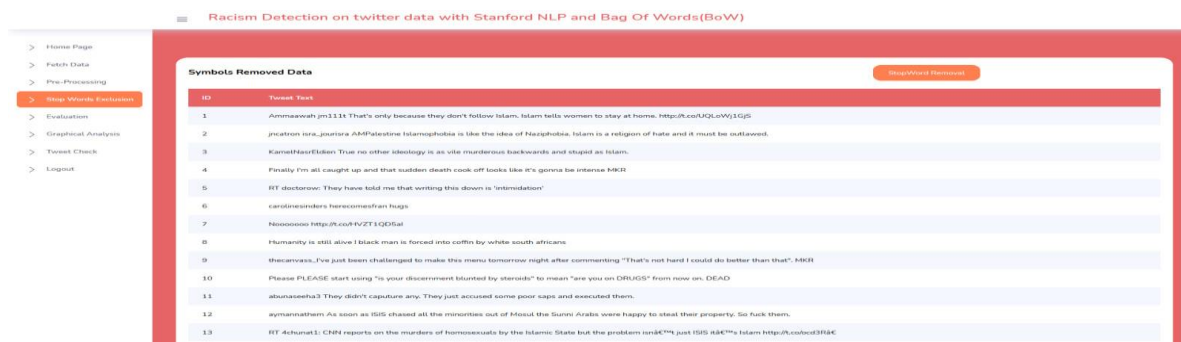 Racism Detection on twitter data with Stanford NLP and Bag Of Words(BoW)
Home Page
Fetch Data
Pre-Processing
Stop Words Exclusion
Evaluation
Graphical Analysis
Tweet Check
Logout
Symbols Removed Data
StopWord Removal
ID Tweet Text
1 Ammaawah jm111t That's only because they don't follow Islam. Islam tells women to stay at home. http://t.co/UQLoWj1GjS
2 jncatron isra_jourisra AMPalestine Islamophobia is like the idea of Naziphobia. Islam is a religion of hate and it must be outlawed.
3 KamelNasrEldien True no other ideology is as vile murderous backwards and stupid as Islam.
4 Finally I'm all caught up and that sudden death cook off looks like it's gonna be intense MKR
5 RT doctorow: They have told me that writing this down is 'intimidation'
6 carolinesinders herecomesfran hugs
7 Nooooooo http://t.co/HVZT1QD5aI
8 Humanity is still alive I black man is forced into coffin by white south africans
9 thecanvass_I've just been challenged to make this menu tomorrow night after commenting "That's not hard I could do better than that". MKR
10 Please PLEASE start using "is your discernment blunted by steroids" to mean "are you on DRUGS" from now on. DEAD
11 abunaseeha3 They didn't caputure any. They just accused some poor saps and executed them.
12 aymannathem As soon as ISIS chased all the minorities out of Mosul the Sunni Arabs were happy to steal their property. So fuck them.
13 RT 4chunat1: CNN reports on the murders of homosexuals by the Islamic State but the problem isnâ€™t just ISIS itâ€™s Islam http://t.co/ocd3Râ€